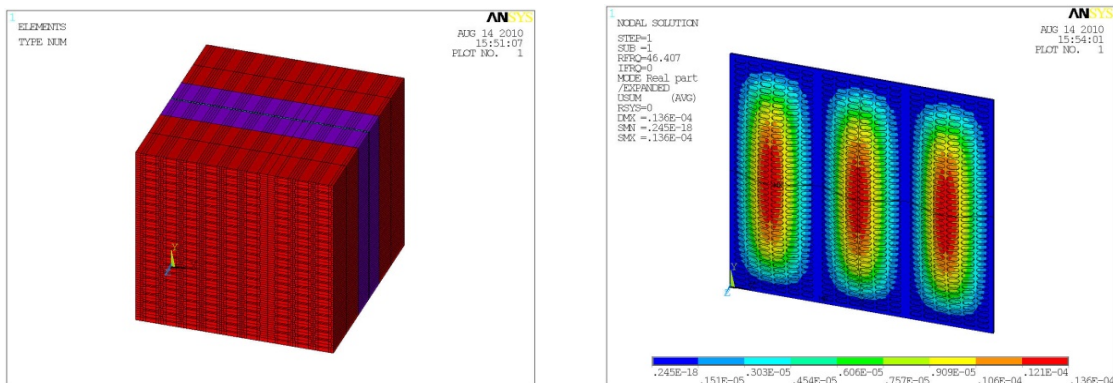 1
ELEMENTS
TYPE NUM
ANSYS
AUG 14 2010
15:51:07
PLOT NO. 1
Y
Z
1
NODAL SOLUTION
STEP=1
SUB =1
RFRQ=46.407
IFRQ=0
MODE Real part
/EXPANDED
USUM (AVG)
RSYS=0
DMX =.136E-04
SMN =.245E-18
SMX =.136E-04
ANSYS
AUG 14 2010
15:54:01
PLOT NO. 1
Y
Z
.245E-18 .303E-05 .606E-05 .909E-05 .121E-04
.151E-05 .454E-05 .757E-05 .106E-04 .136E-04